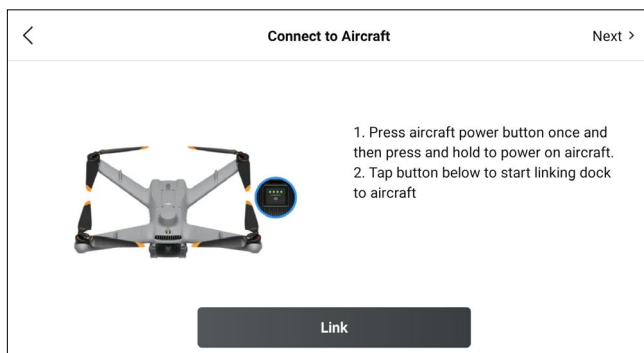 Connect to Aircraft
Next
1. Press aircraft power button once and
then press and hold to power on aircraft.
2. Tap button below to start linking dock
to aircraft
Link